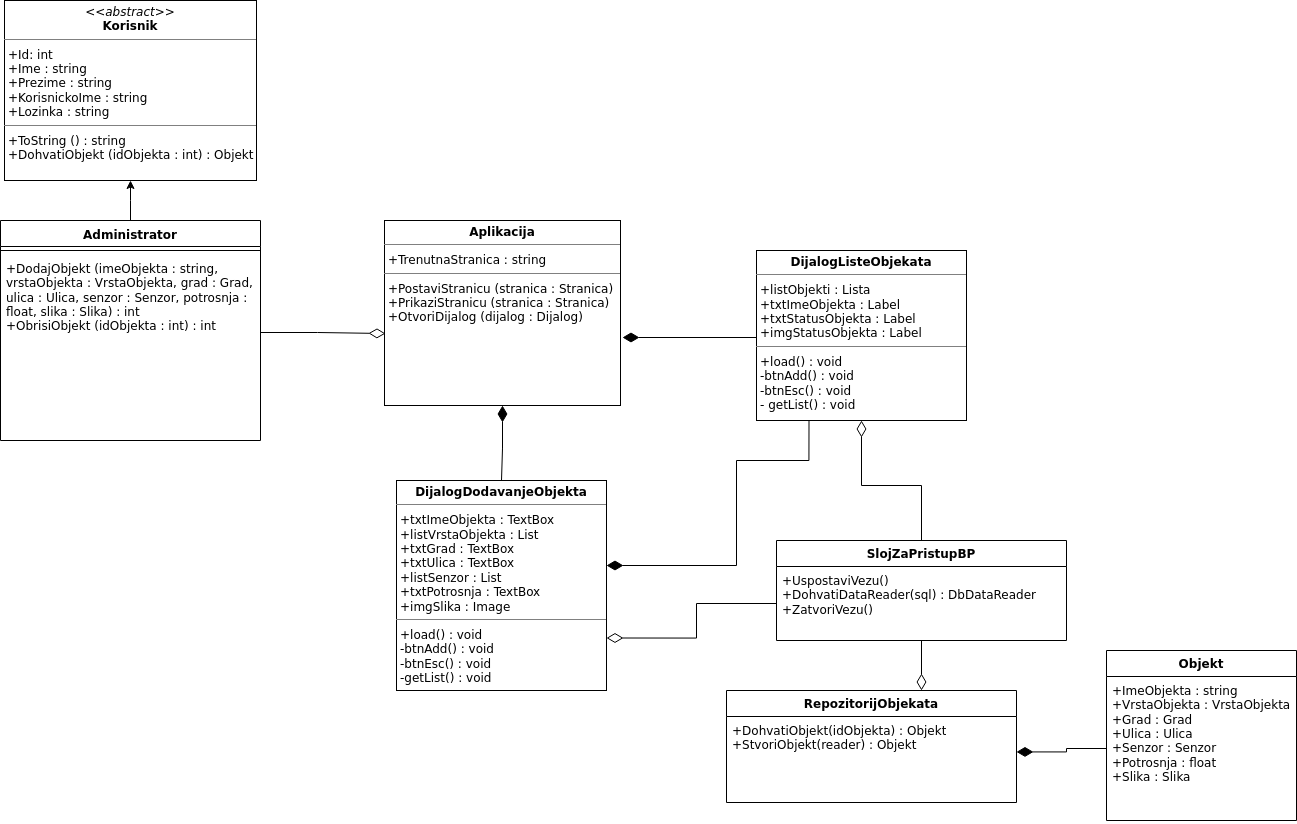 <<abstract>>
Korisnik
+Id: int
+Ime : string
+Prezime : string
+KorisnickoIme : string
+Lozinka : string
+ToString () : string
+DohvatiObjekt (idObjekta : int) : Objekt
Administrator
+DodajObjekt (imeObjekta : string,
vrstaObjekta : VrstaObjekta, grad : Grad,
ulica : Ulica, senzor : Senzor, potrosnja :
float, slika : Slika) : int
+ObrisiObjekt (idObjekta : int) : int
Aplikacija
+TrenutnaStranica : string
+PostaviStranicu (stranica : Stranica)
+PrikaziStranicu (stranica : Stranica)
+OtvoriDijalog (dijalog : Dijalog)
DijalogListeObjekata
+listObjekti : Lista
+txtImeObjekta : Label
+txtStatusObjekta : Label
+imgStatusObjekta : Label
+load() : void
-btnAdd() : void
-btnEsc() : void
- getList() : void
DijalogDodavanjeObjekta
+txtImeObjekta : TextBox
+listVrstaObjekta : List
+txtGrad : TextBox
+txtUlica : TextBox
+listSenzor : List
+txtPotrosnja : TextBox
+imgSlika : Image
+load() : void
-btnAdd() : void
-btnEsc() : void
-getList() : void
SlojZaPristupBP
+UspostaviVezu()
+DohvatiDataReader(sql) : DbDataReader
+ZatvoriVezu()
RepozitorijObjekata
+DohvatiObjekt(idObjekta) : Objekt
+StvoriObjekt(reader) : Objekt
Objekt
+ImeObjekta : string
+VrstaObjekta : VrstaObjekta
+Grad : Grad
+Ulica : Ulica
+Senzor : Senzor
+Potrosnja : float
+Slika : Slika